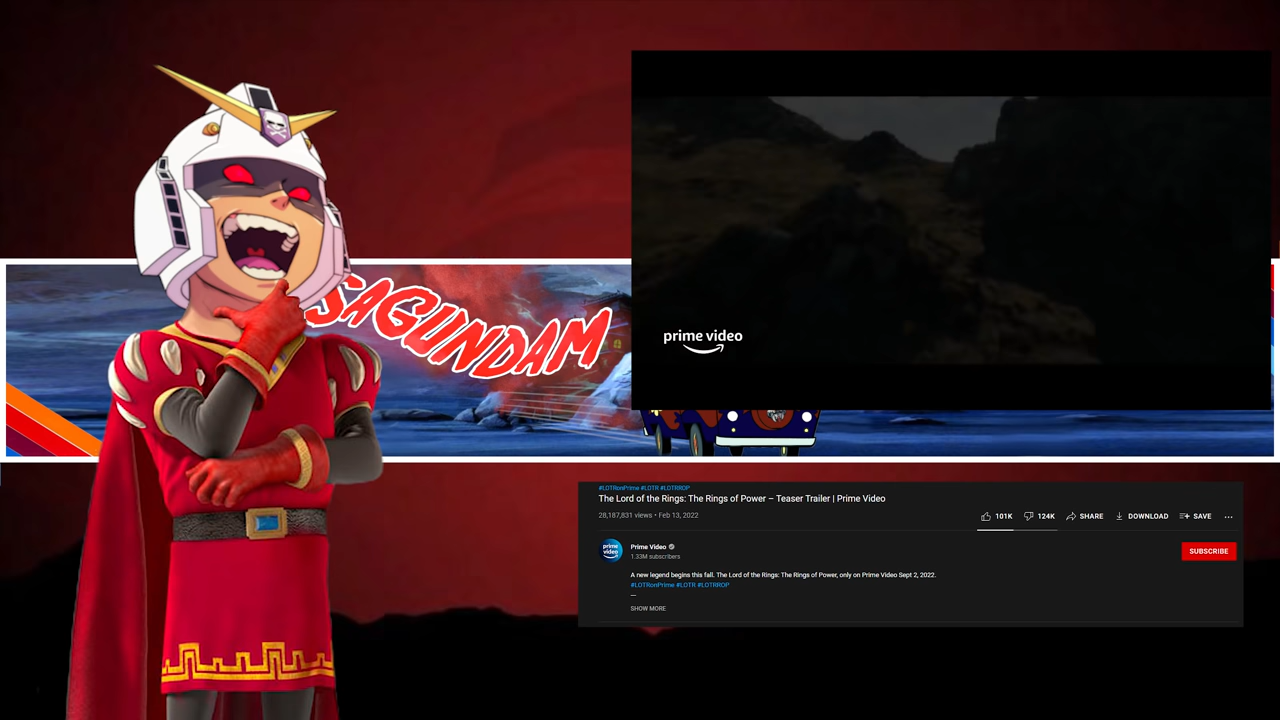 SAGUNDAM
prime video
#LOTRonPrime #LOTR #LOTRROP
The Lord of the Rings: The Rings of Power – Teaser Trailer | Prime Video
28,187,831 views • Feb 13, 2022
101K
124K
SHARE
DOWNLOAD
SAVE
...
prime
video
Prime Video
1.33M subscribers
SUBSCRIBE
A new legend begins this fall. The Lord of the Rings: The Rings of Power, only on Prime Video Sept 2, 2022.
#LOTRonPrime #LOTR #LOTRROP
—
SHOW MORE